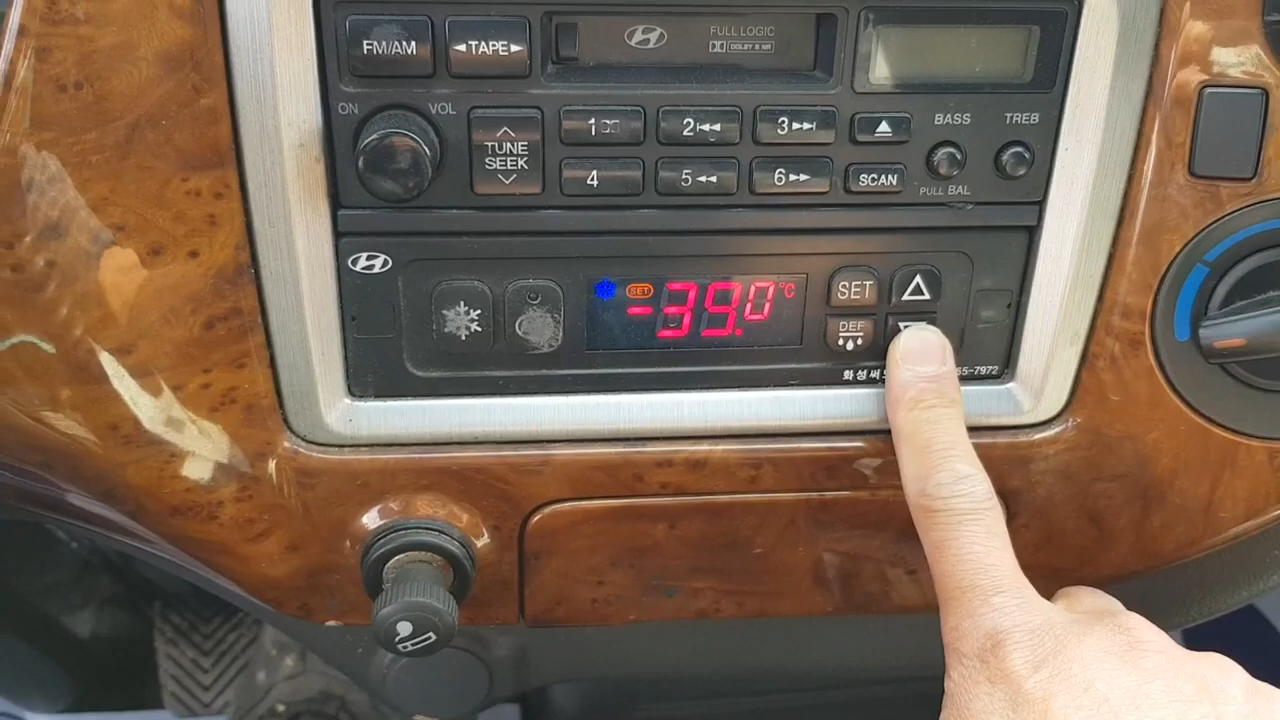 FM/AM
◄TAPE►
FULL LOGIC
DOLBY B NR
ON
VOL
TUNE
SEEK
1
2
3
BASS
TREB
4
5
6
SCAN
PULL BAL
SET
-39.0°C
SET
DEF
화성써
65-7972